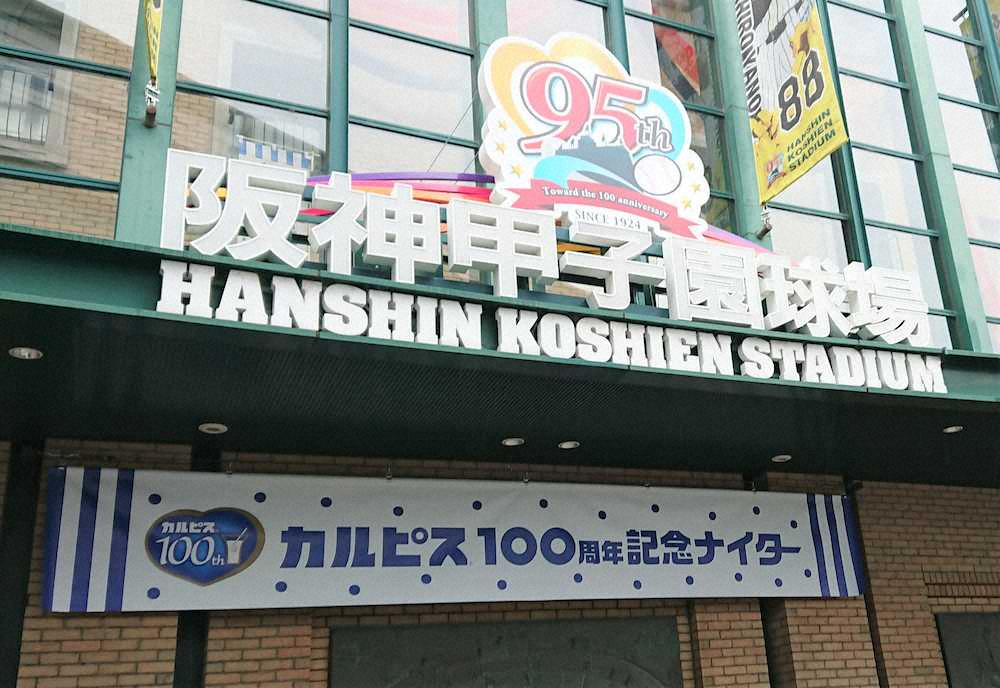 95th
Toward the 100 anniversary
SINCE 1924
阪神甲子園球場
HANSHIN KOSHIEN STADIUM
88
HANSHIN
KOSHIEN
STADIUM
カルピス
100th
カルピス100周年記念ナイター